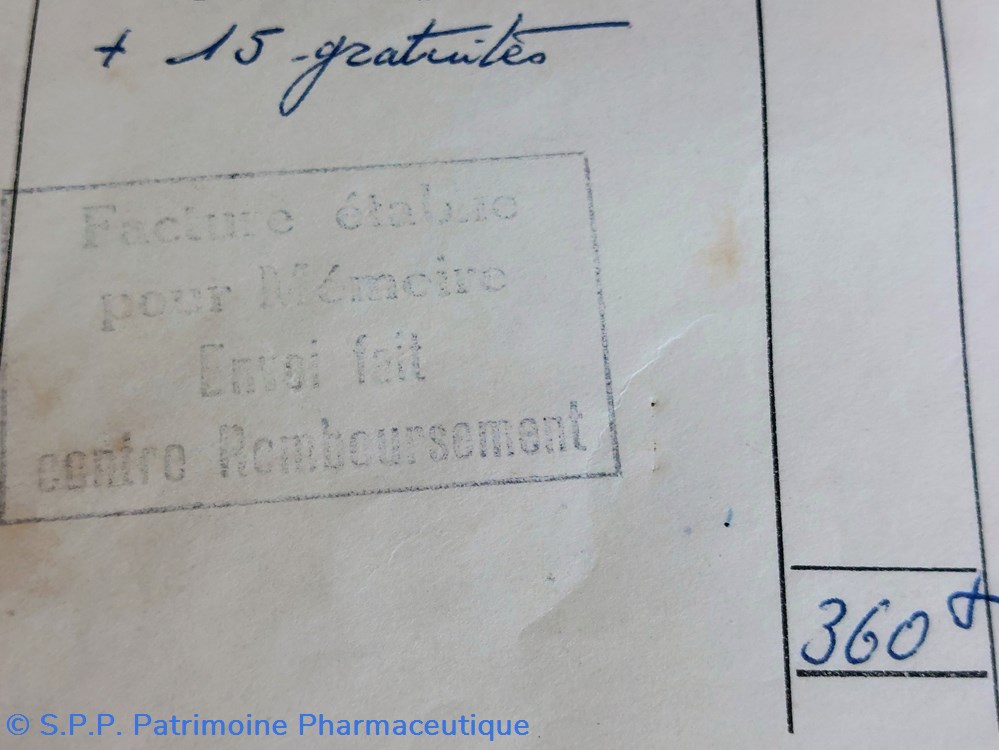 + 15 gratuités
Facture établie
pour Mémoire
Envoi fait
contre Remboursement
360
© S.P.P. Patrimoine Pharmaceutique